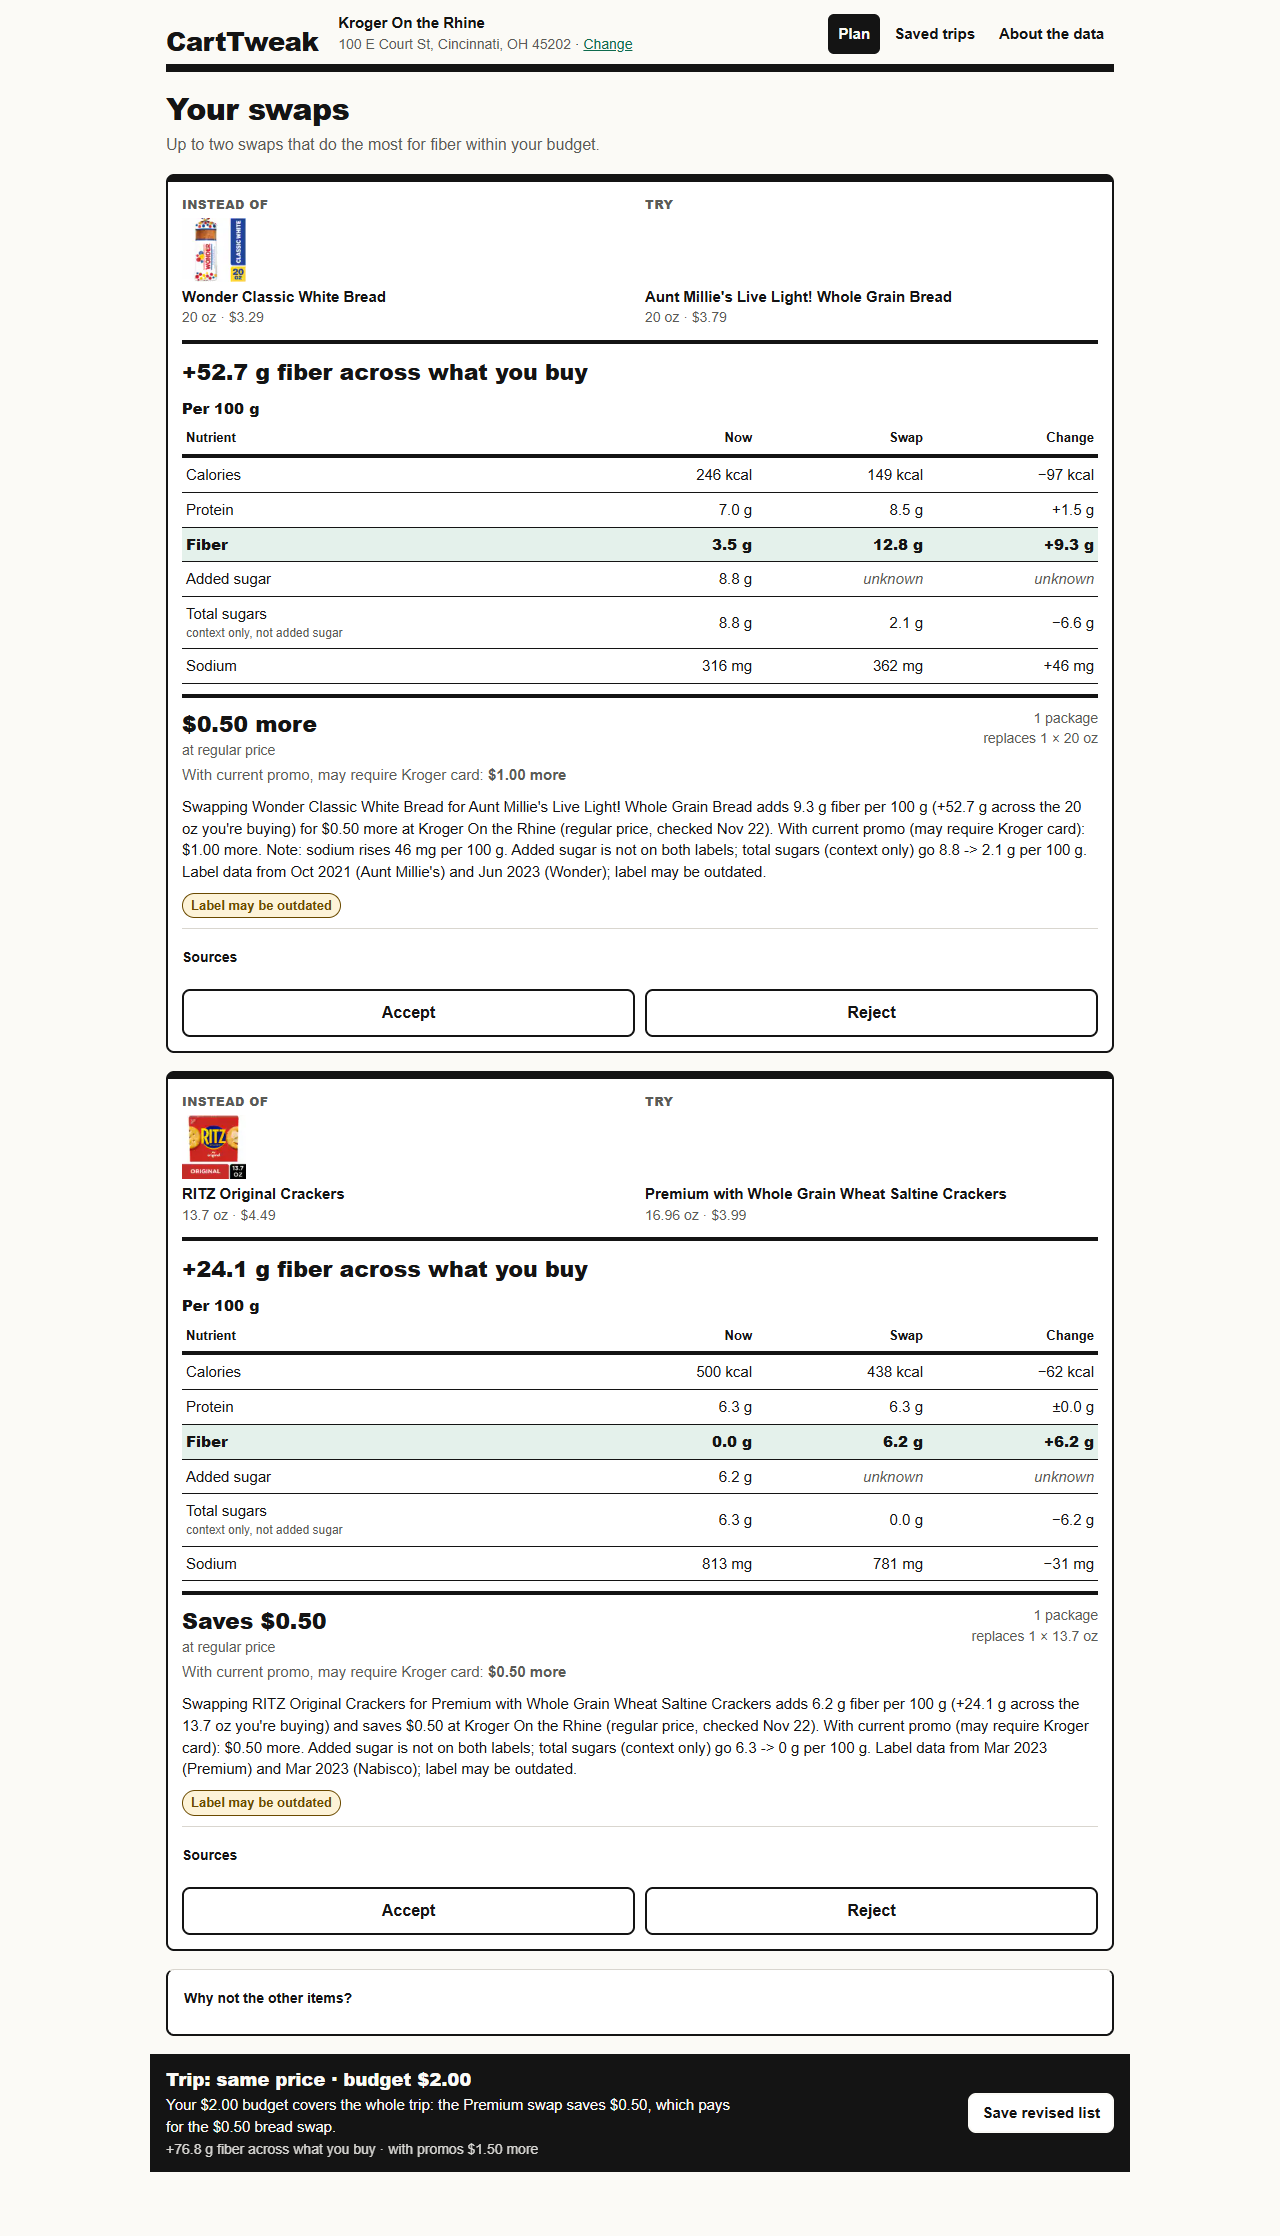 CartTweak
Kroger On the Rhine
100 E Court St, Cincinnati, OH 45202 · Change
Plan
Saved trips
About the data
Your swaps
Up to two swaps that do the most for fiber within your budget.
INSTEAD OF
TRY
WONDER
CLASSIC WHITE
20
OZ
Wonder Classic White Bread
20 oz · $3.29
Aunt Millie's Live Light! Whole Grain Bread
20 oz · $3.79
+52.7 g fiber across what you buy
Per 100 g
Nutrient Now Swap Change
Calories 246 kcal 149 kcal −97 kcal
Protein 7.0 g 8.5 g +1.5 g
Fiber 3.5 g 12.8 g +9.3 g
Added sugar 8.8 g unknown unknown
Total sugars 8.8 g 2.1 g −6.6 g
context only, not added sugar
Sodium 316 mg 362 mg +46 mg
$0.50 more
at regular price
1 package
replaces 1 × 20 oz
With current promo, may require Kroger card: $1.00 more
Swapping Wonder Classic White Bread for Aunt Millie's Live Light! Whole Grain Bread adds 9.3 g fiber per 100 g (+52.7 g across the 20
oz you're buying) for $0.50 more at Kroger On the Rhine (regular price, checked Nov 22). With current promo (may require Kroger card):
$1.00 more. Note: sodium rises 46 mg per 100 g. Added sugar is not on both labels; total sugars (context only) go 8.8 -> 2.1 g per 100 g.
Label data from Oct 2021 (Aunt Millie's) and Jun 2023 (Wonder); label may be outdated.
Label may be outdated
Sources
Accept
Reject
INSTEAD OF
TRY
RITZ
ORIGINAL
13.7
OZ
RITZ Original Crackers
13.7 oz · $4.49
Premium with Whole Grain Wheat Saltine Crackers
16.96 oz · $3.99
+24.1 g fiber across what you buy
Per 100 g
Nutrient Now Swap Change
Calories 500 kcal 438 kcal −62 kcal
Protein 6.3 g 6.3 g ±0.0 g
Fiber 0.0 g 6.2 g +6.2 g
Added sugar 6.2 g unknown unknown
Total sugars 6.3 g 0.0 g −6.2 g
context only, not added sugar
Sodium 813 mg 781 mg −31 mg
Saves $0.50
at regular price
1 package
replaces 1 × 13.7 oz
With current promo, may require Kroger card: $0.50 more
Swapping RITZ Original Crackers for Premium with Whole Grain Wheat Saltine Crackers adds 6.2 g fiber per 100 g (+24.1 g across the
13.7 oz you're buying) and saves $0.50 at Kroger On the Rhine (regular price, checked Nov 22). With current promo (may require Kroger
card): $0.50 more. Added sugar is not on both labels; total sugars (context only) go 6.3 -> 0 g per 100 g. Label data from Mar 2023
(Premium) and Mar 2023 (Nabisco); label may be outdated.
Label may be outdated
Sources
Accept
Reject
Why not the other items?
Trip: same price · budget $2.00
Your $2.00 budget covers the whole trip: the Premium swap saves $0.50, which pays
for the $0.50 bread swap.
+76.8 g fiber across what you buy · with promos $1.50 more
Save revised list